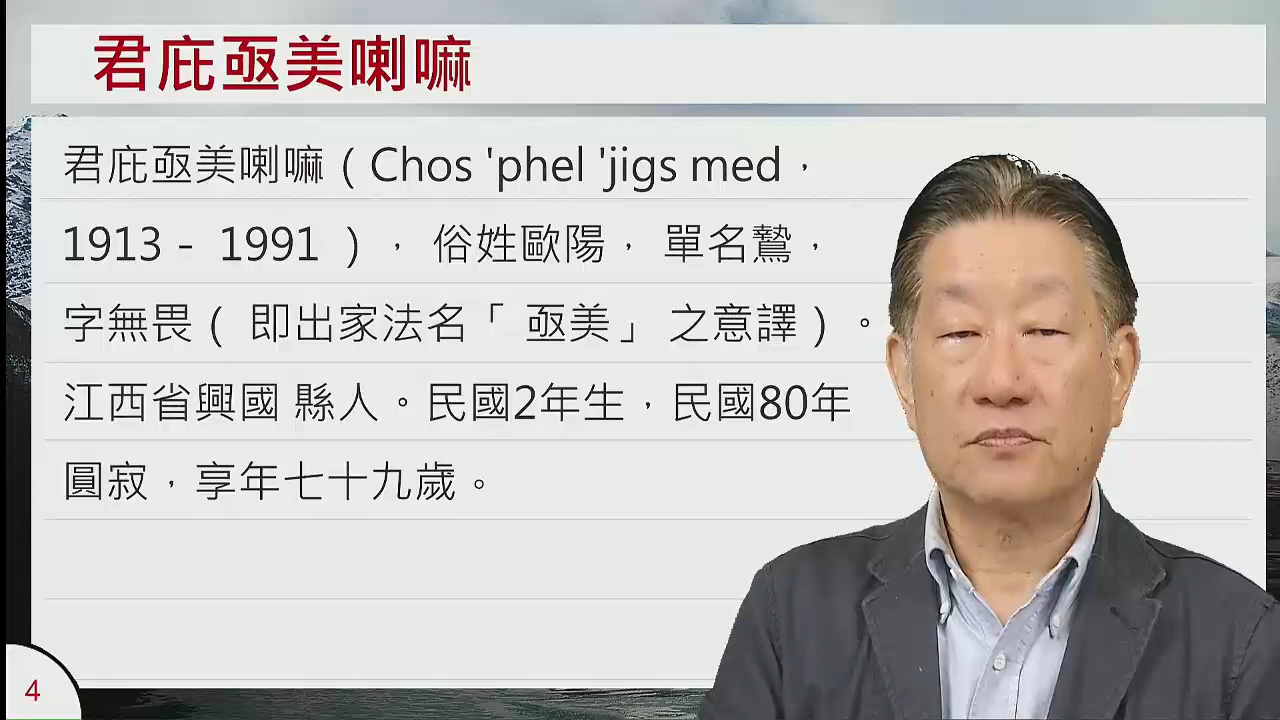 君庇亟美喇嘛
君庇亟美喇嘛（Chos 'phel 'jigs med，
1913 - 1991 ）， 俗姓歐陽， 單名鷙，
字無畏（ 即出家法名「 亟美」 之意譯）。
江西省興國 縣人。民國2年生，民國80年
圓寂，享年七十九歲。
4